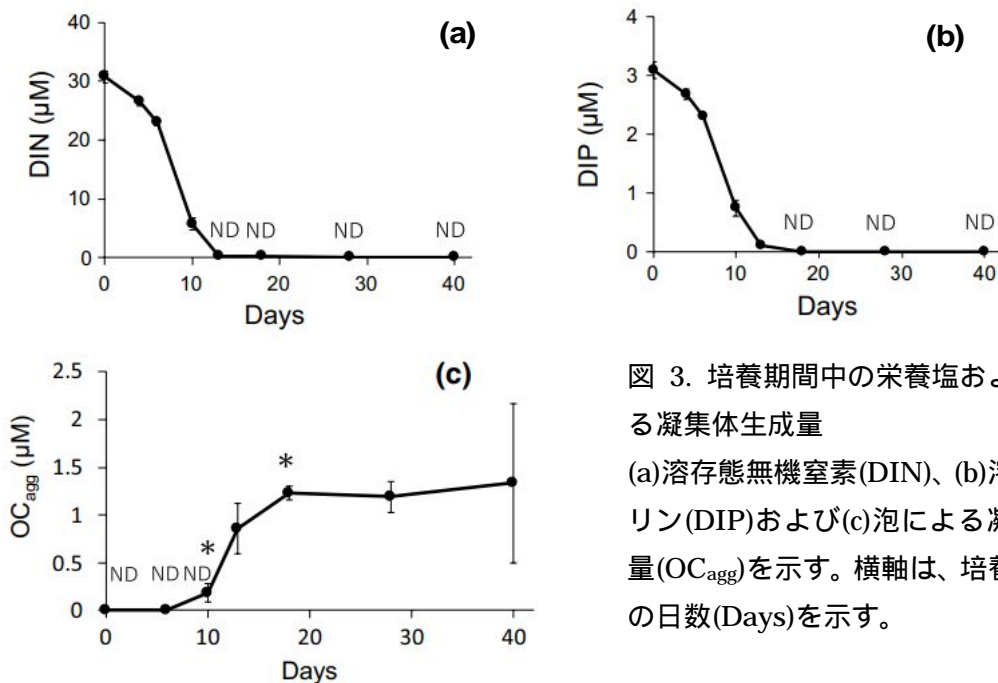 (a)
DIN (µM)
40
30
20
10
0
ND ND ND ND
0 10 20 30 40
Days
(b)
DIP (µM)
4
3
2
1
0
ND ND ND
0 10 20 30 40
Days
(c)
OCagg (µM)
2.5
2
1.5
1
0.5
0
ND ND ND
* *
0 10 20 30 40
Days
図 3. 培養期間中の栄養塩およ
る凝集体生成量
(a)溶存態無機窒素(DIN)、(b)溶
リン(DIP)および(c)泡による凝
量(OCagg)を示す。横軸は、培養
の日数(Days)を示す。